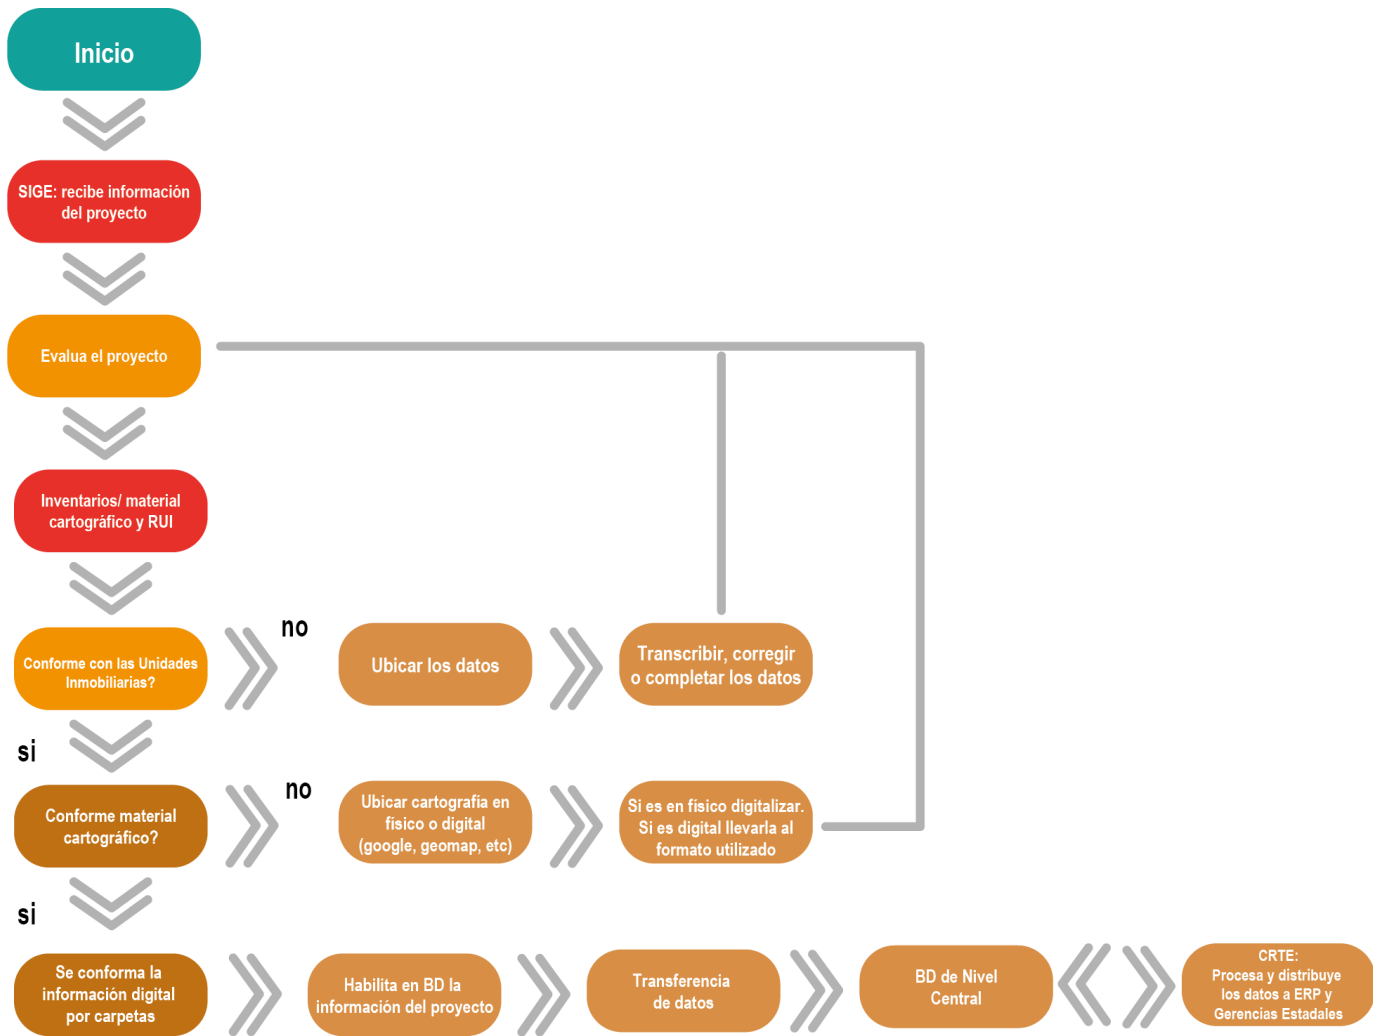 Inicio
SIGE: recibe información
del proyecto
Evalua el proyecto
Inventarios/ material
cartográfico y RUI
Conforme con las Unidades
Inmobiliarias?
no
Ubicar los datos
Transcribir, corregir
o completar los datos
si
Conforme material
cartográfico?
no
Ubicar cartografía en
físico o digital
(google, geomap, etc)
Si es en físico digitalizar.
Si es digital llevarla al
formato utilizado
si
Se conforma la
información digital
por carpetas
Habilita en BD la
información del proyecto
Transferencia
de datos
BD de Nivel
Central
CRTE:
Procesa y distribuye
los datos a ERP y
Gerencias Estadales